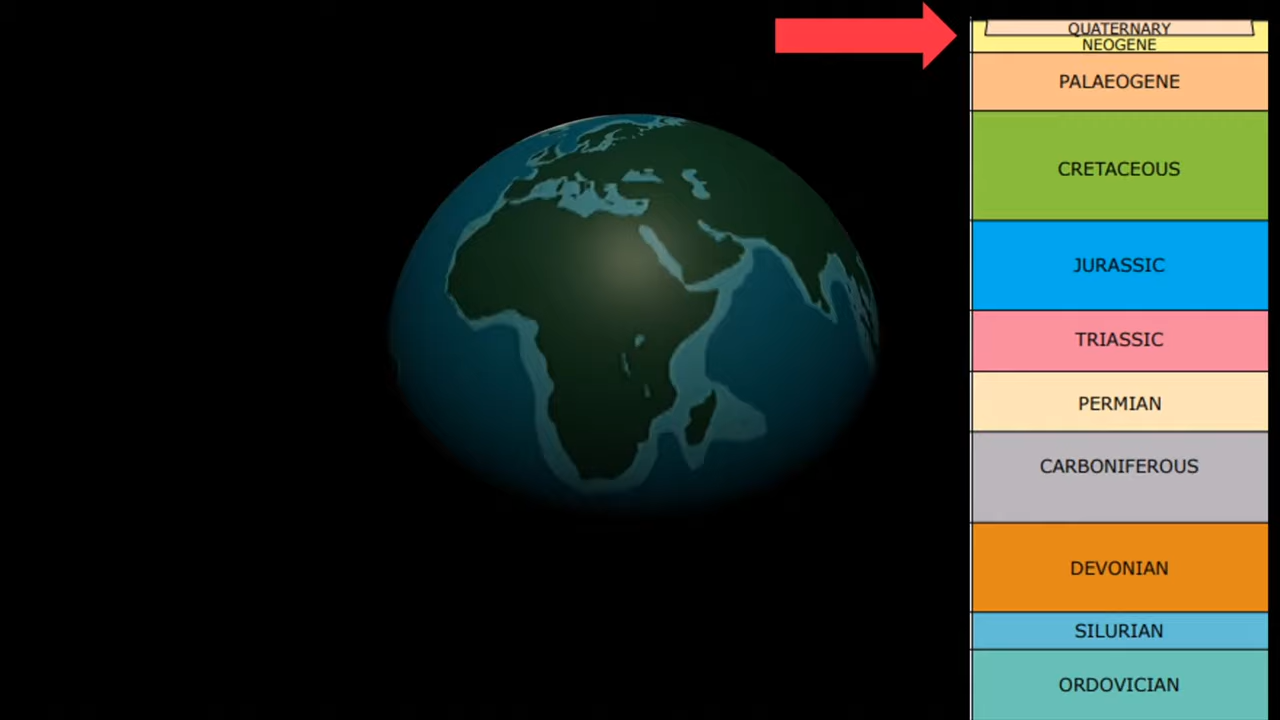 QUATERNARY
NEOGENE
PALAEOGENE
CRETACEOUS
JURASSIC
TRIASSIC
PERMIAN
CARBONIFEROUS
DEVONIAN
SILURIAN
ORDOVICIAN